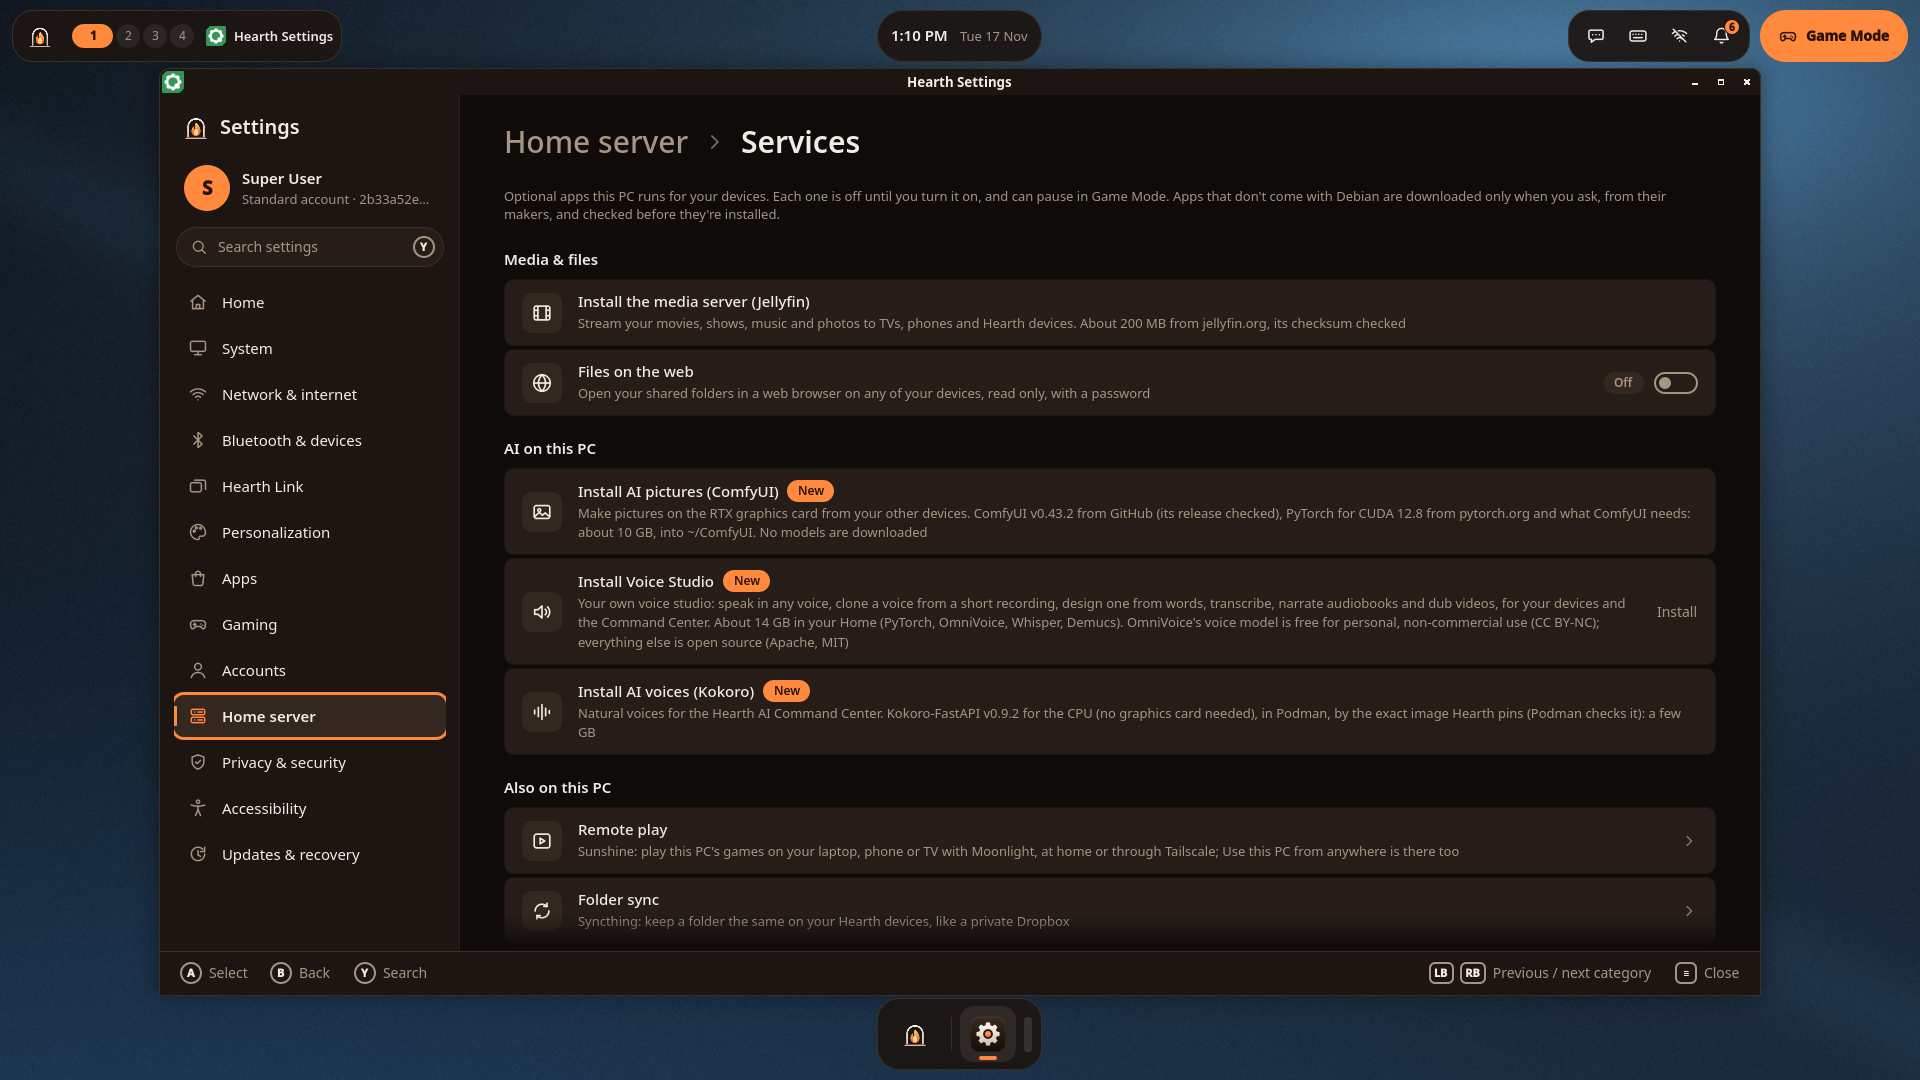 1 2 3 4 Hearth Settings
1:10 PM Tue 17 Nov
6
Game Mode
Hearth Settings
Settings
S
Super User
Standard account · 2b33a52e...
Search settings
Y
Home
System
Network & internet
Bluetooth & devices
Hearth Link
Personalization
Apps
Gaming
Accounts
Home server
Privacy & security
Accessibility
Updates & recovery
Home server > Services
Optional apps this PC runs for your devices. Each one is off until you turn it on, and can pause in Game Mode. Apps that don't come with Debian are downloaded only when you ask, from their
makers, and checked before they're installed.
Media & files
Install the media server (Jellyfin)
Stream your movies, shows, music and photos to TVs, phones and Hearth devices. About 200 MB from jellyfin.org, its checksum checked
Files on the web
Open your shared folders in a web browser on any of your devices, read only, with a password
Off
AI on this PC
Install AI pictures (ComfyUI) New
Make pictures on the RTX graphics card from your other devices. ComfyUI v0.43.2 from GitHub (its release checked), PyTorch for CUDA 12.8 from pytorch.org and what ComfyUI needs:
about 10 GB, into ~/ComfyUI. No models are downloaded
Install Voice Studio New
Your own voice studio: speak in any voice, clone a voice from a short recording, design one from words, transcribe, narrate audiobooks and dub videos, for your devices and
the Command Center. About 14 GB in your Home (PyTorch, OmniVoice, Whisper, Demucs). OmniVoice's voice model is free for personal, non-commercial use (CC BY-NC);
everything else is open source (Apache, MIT)
Install
Install AI voices (Kokoro) New
Natural voices for the Hearth AI Command Center. Kokoro-FastAPI v0.9.2 for the CPU (no graphics card needed), in Podman, by the exact image Hearth pins (Podman checks it): a few
GB
Also on this PC
Remote play
Sunshine: play this PC's games on your laptop, phone or TV with Moonlight, at home or through Tailscale; Use this PC from anywhere is there too
Folder sync
Syncthing: keep a folder the same on your Hearth devices, like a private Dropbox
A Select B Back Y Search
LB RB Previous / next category Close